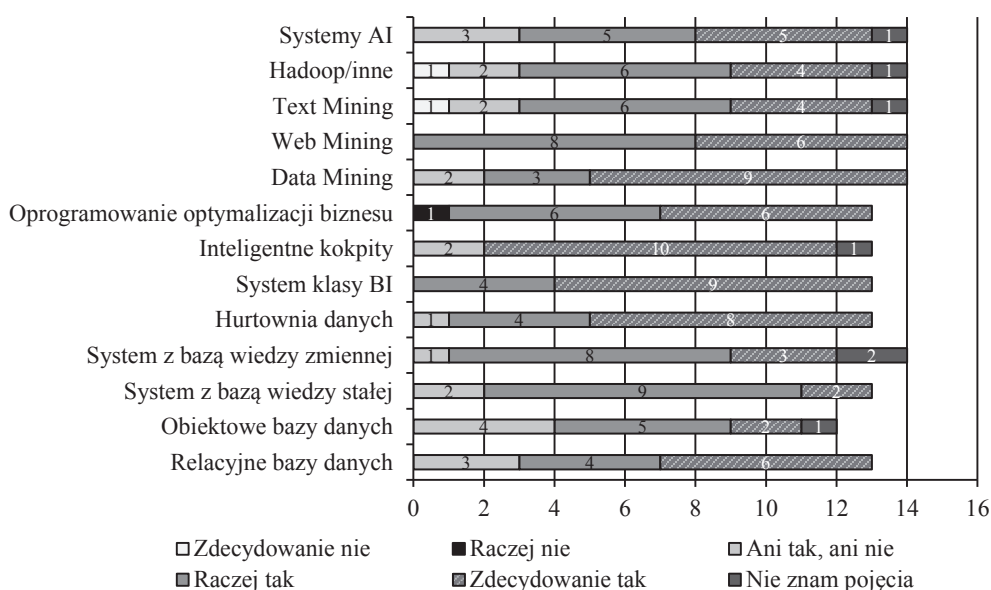 Systemy AI 3 5 5 1
Hadoop/inne 1 2 6 4 1
Text Mining 1 2 6 4 1
Web Mining 8 6
Data Mining 2 3 9
Oprogramowanie optymalizacji biznesu 1 6 6
Inteligentne kokpity 2 10 1
System klasy BI 4 9
Hurtownia danych 1 4 8
System z bazą wiedzy zmiennej 1 8 3 2
System z bazą wiedzy stałej 2 9 2
Obiektowe bazy danych 4 5 2 1
Relacyjne bazy danych 3 4 6
0 2 4 6 8 10 12 14 16
Zdecydowanie nie Raczej nie Ani tak, ani nie
Raczej tak Zdecydowanie tak Nie znam pojęcia